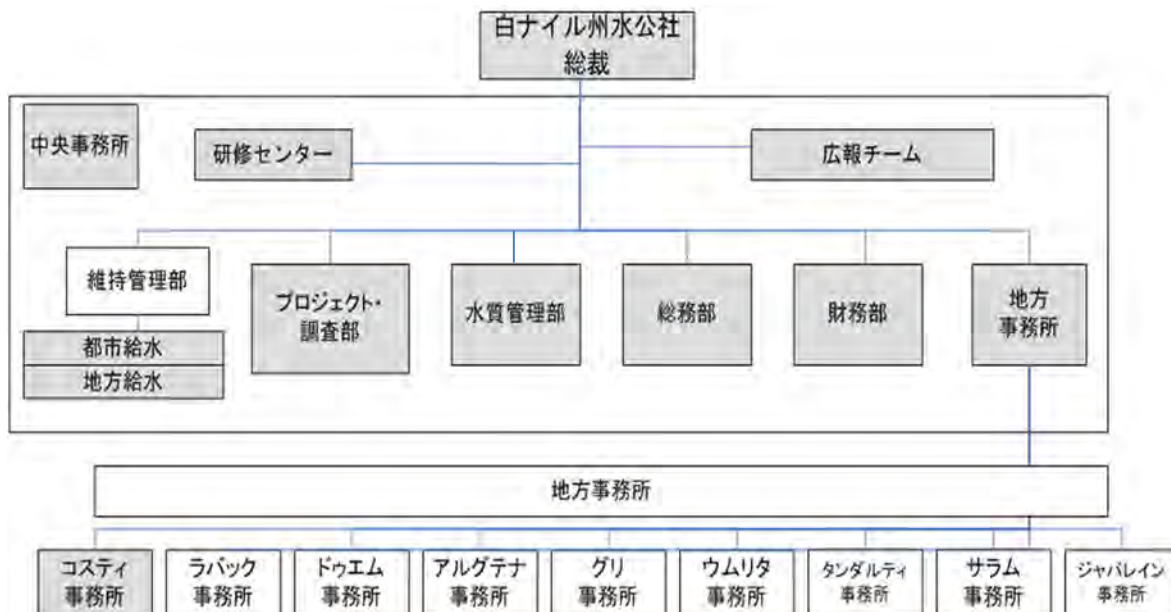 白ナイル州水公社
総裁
中央事務所
研修センター
広報チーム
維持管理部
プロジェクト・
調査部
水質管理部
総務部
財務部
地方
事務所
都市給水
地方給水
地方事務所
コスティ
事務所
ラバック
事務所
ドゥエム
事務所
アルグテナ
事務所
グリ
事務所
ウムリタ
事務所
タンダルティ
事務所
サラム
事務所
ジャバレイン
事務所